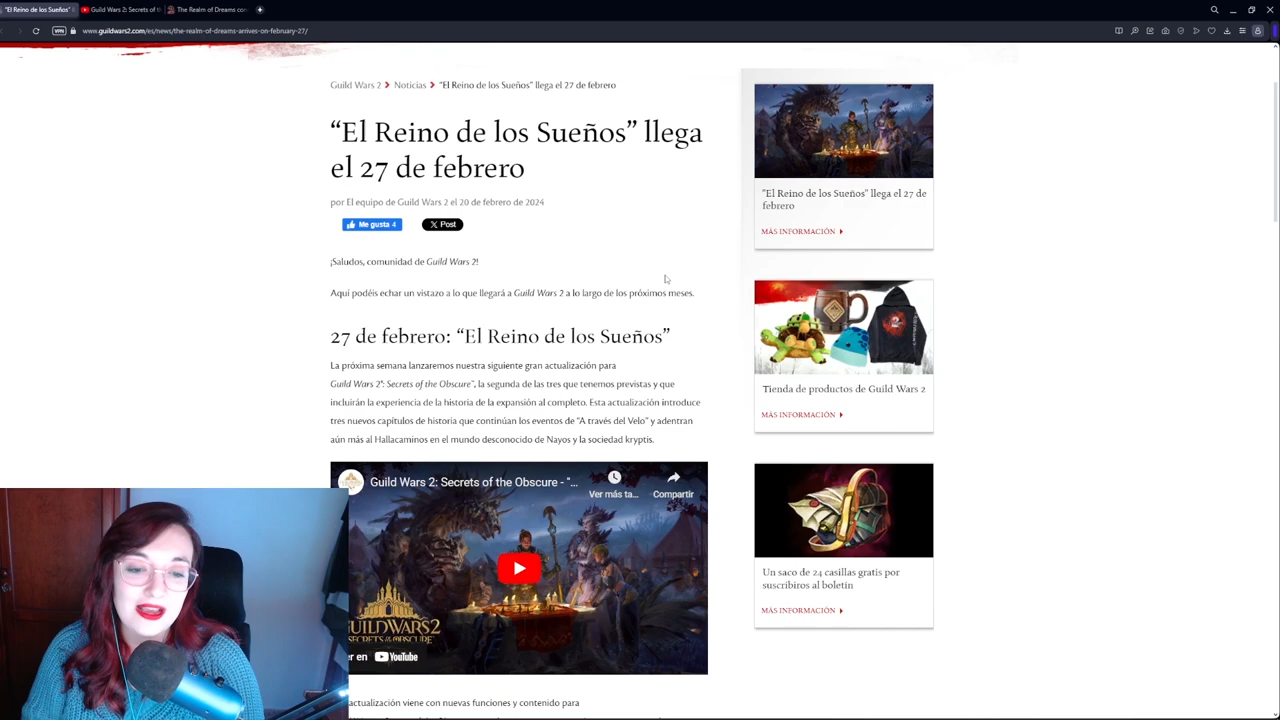 "El Reino de los Sueños" l
Guild Wars 2: Secrets of t
The Realm of Dreams co
VPN
www.guildwars2.com/es/news/the-realm-of-dreams-arrives-on-february-27/
Guild Wars 2 Noticias “El Reino de los Sueños” llega el 27 de febrero
“El Reino de los Sueños” llega
el 27 de febrero
por El equipo de Guild Wars 2 el 20 de febrero de 2024
Me gusta 4
X Post
¡Saludos, comunidad de Guild Wars 2!
Aquí podéis echar un vistazo a lo que llegará a Guild Wars 2 a lo largo de los próximos meses.
27 de febrero: “El Reino de los Sueños”
La próxima semana lanzaremos nuestra siguiente gran actualización para
Guild Wars 2®: Secrets of the Obscure™, la segunda de las tres que tenemos previstas y que
incluirán la experiencia de la historia de la expansión al completo. Esta actualización introduce
tres nuevos capítulos de historia que continúan los eventos de “A través del Velo” y adentran
aún más al Hallacaminos en el mundo desconocido de Nayos y la sociedad kryptis.
Guild Wars 2: Secrets of the Obscure - "...
Ver más ta...
Compartir
GUILD WARS 2
SECRETS OF THE OBSCURE
er en YouTube
actualización viene con nuevas funciones y contenido para
“El Reino de los Sueños” llega el 27 de
febrero
MÁS INFORMACIÓN
Tienda de productos de Guild Wars 2
MÁS INFORMACIÓN
Un saco de 24 casillas gratis por
suscribiros al boletín
MÁS INFORMACIÓN